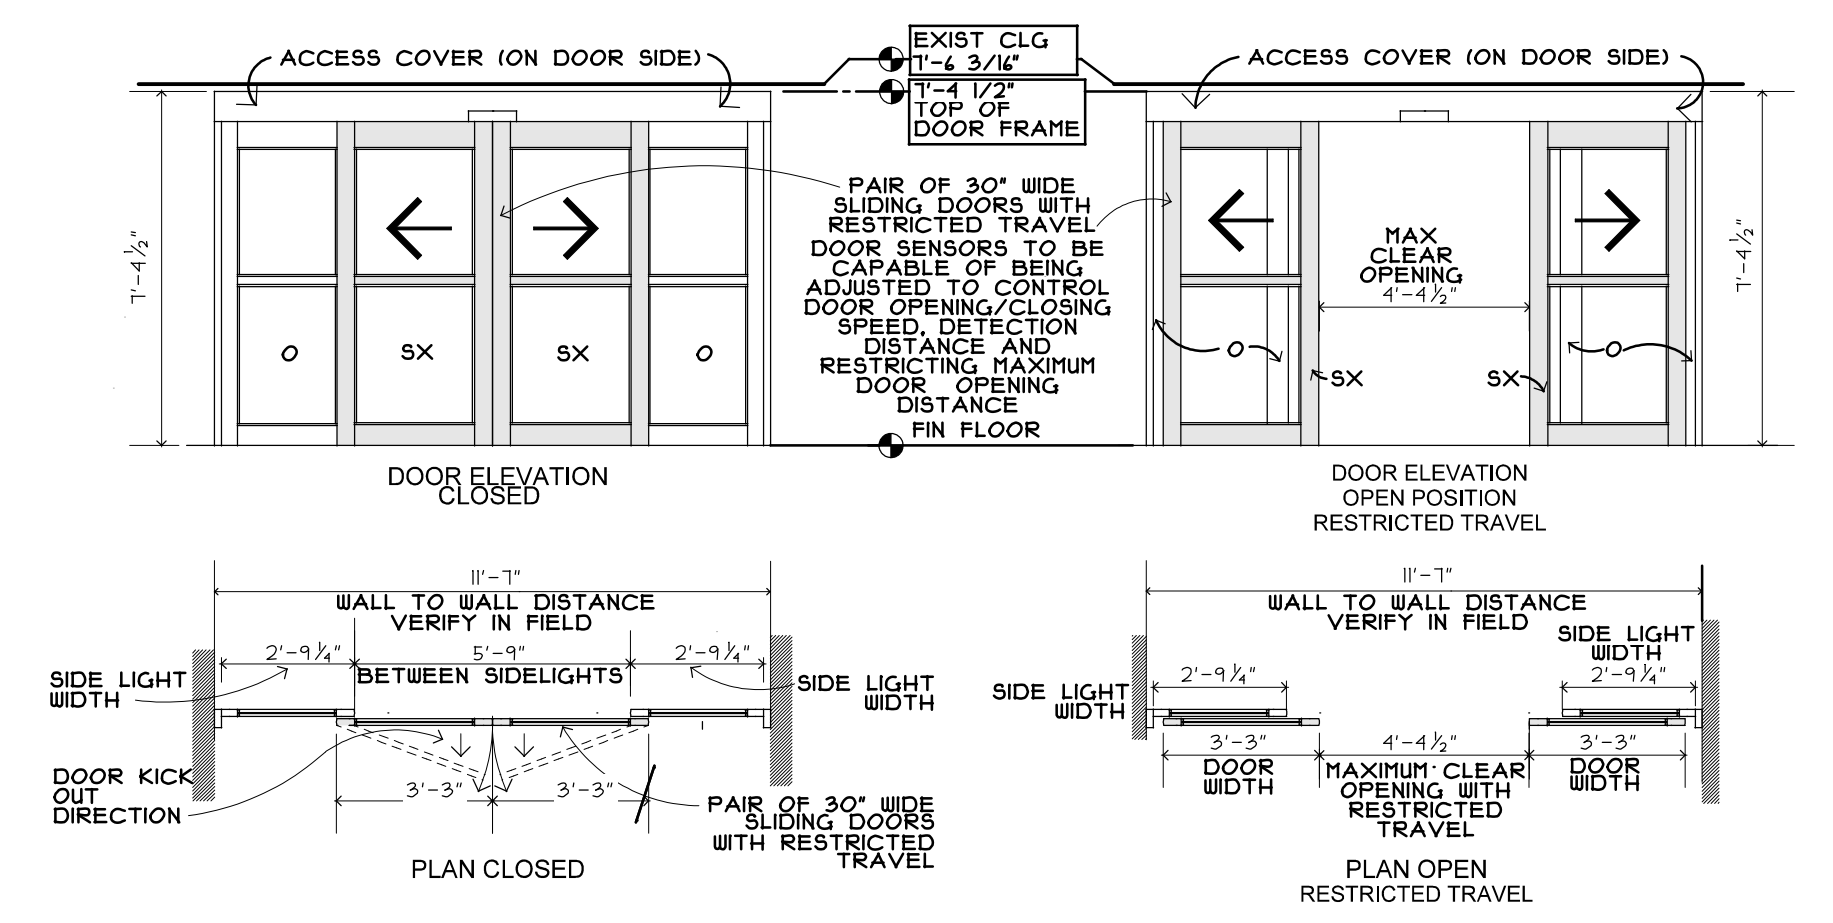 ACCESS COVER (ON DOOR SIDE)
EXIST CLG
7'-6 3/16"
7'-4 1/2"
TOP OF
DOOR FRAME
ACCESS COVER (ON DOOR SIDE)
7'-4 1/2"
O
SX
SX
O
PAIR OF 30" WIDE
SLIDING DOORS WITH
RESTRICTED TRAVEL
DOOR SENSORS TO BE
CAPABLE OF BEING
ADJUSTED TO CONTROL
DOOR OPENING/CLOSING
SPEED, DETECTION
DISTANCE AND
RESTRICTING MAXIMUM
DOOR OPENING
DISTANCE
FIN FLOOR
MAX
CLEAR
OPENING
4'-4 1/2"
O
SX
SX
O
7'-4 1/2"
DOOR ELEVATION
CLOSED
DOOR ELEVATION
OPEN POSITION
RESTRICTED TRAVEL
11'-7"
WALL TO WALL DISTANCE
VERIFY IN FIELD
2'-9 1/4"
5'-9"
2'-9 1/4"
BETWEEN SIDELIGHTS
SIDE LIGHT
WIDTH
SIDE LIGHT
WIDTH
DOOR KICK
OUT
DIRECTION
3'-3"
3'-3"
PAIR OF 30" WIDE
SLIDING DOORS
WITH RESTRICTED
TRAVEL
PLAN CLOSED
11'-7"
WALL TO WALL DISTANCE
VERIFY IN FIELD
SIDE LIGHT
WIDTH
2'-9 1/4"
2'-9 1/4"
SIDE LIGHT
WIDTH
3'-3"
DOOR
WIDTH
4'-4 1/2"
MAXIMUM CLEAR
OPENING WITH
RESTRICTED
TRAVEL
3'-3"
DOOR
WIDTH
PLAN OPEN
RESTRICTED TRAVEL